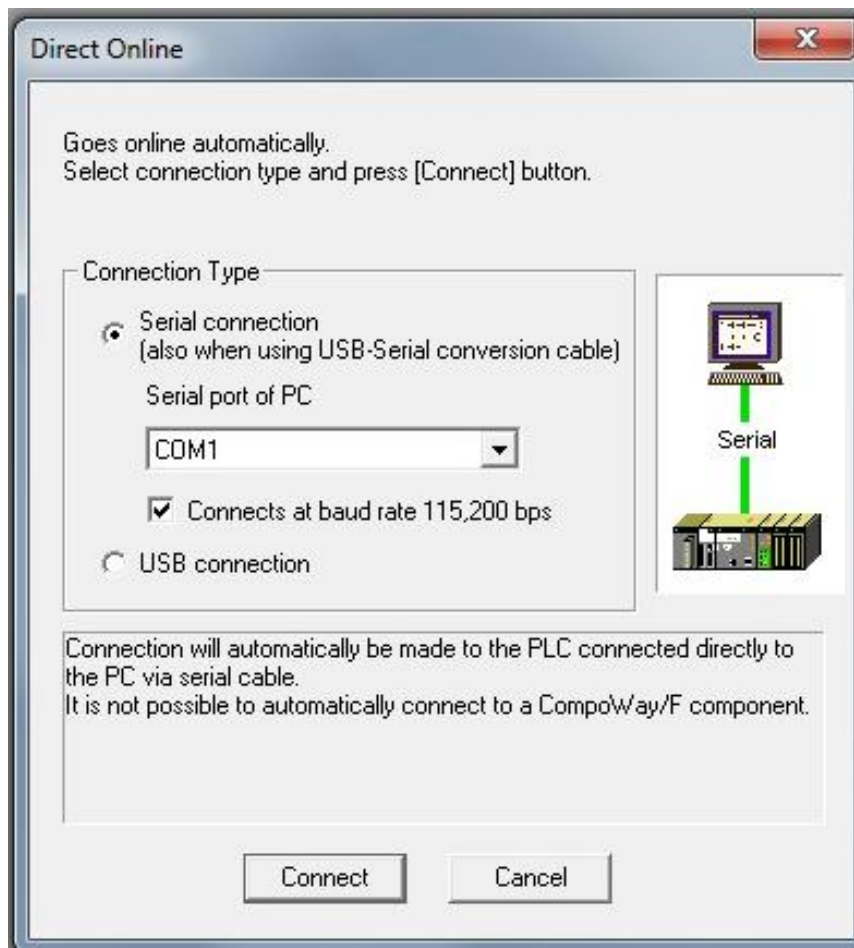 Direct Online
Goes online automatically.
Select connection type and press [Connect] button.
Connection Type
Serial connection
(also when using USB-Serial conversion cable)
Serial port of PC
COM1
Connects at baud rate 115,200 bps
USB connection
Serial
Connection will automatically be made to the PLC connected directly to
the PC via serial cable.
It is not possible to automatically connect to a CompoWay/F component.
Connect
Cancel